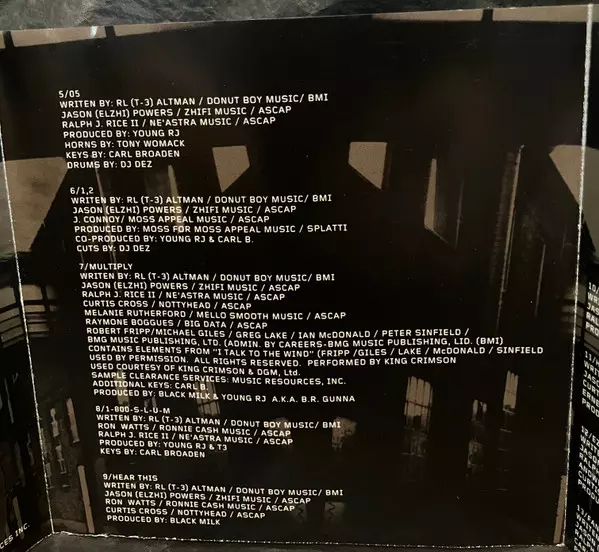 5/05
WRITEN BY: RL (T-3) ALTMAN / DONUT BOY MUSIC/ BMI
JASON (ELZHI) POWERS / ZHIFI MUSIC / ASCAP
RALPH J. RICE II / NE'ASTRA MUSIC / ASCAP
PRODUCED BY: YOUNG RJ
HORNS BY: TONY WOMACK
KEYS BY: CARL BROADEN
DRUMS BY: DJ DEZ
6/1,2
WRITEN BY: RL (T-3) ALTMAN / DONUT BOY MUSIC/ BMI
JASON (ELZHI) POWERS / ZHIFI MUSIC / ASCAP
J. CONNOY/ MOSS APPEAL MUSIC / ASCAP
PRODUCED BY: MOSS FOR MOSS APPEAL MUSIC / SPLATTI
CO-PRODUCED BY: YOUNG RJ & CARL B.
CUTS BY: DJ DEZ
7/MULTIPLY
WRITEN BY: RL (T-3) ALTMAN / DONUT BOY MUSIC/ BMI
JASON (ELZHI) POWERS / ZHIFI MUSIC / ASCAP
RALPH J. RICE II / NE'ASTRA MUSIC / ASCAP
CURTIS CROSS / NOTTYHEAD / ASCAP
MELANIE RUTHERFORD / MELLO SMOOTH MUSIC / ASCAP
RAYMONE BOGGUES / BIG DATA / ASCAP
ROBERT FRIPP/MICHAEL GILES / GREG LAKE / IAN McDONALD / PETER SINFIELD /
BMG MUSIC PUBLISHING, LTD. (ADMIN. BY CAREERS-BMG MUSIC PUBLISHING, LID. (BMI)
CONTAINS ELEMENTS FROM "I TALK TO THE WIND" (FRIPP /GILES / LAKE / McDONALD / SINFIELD
USED BY PERMISSION. ALL RIGHTS RESERVED. PERFORMED BY KING CRIMSON
USED COURTESY OF KING CRIMSON & DGM, Ltd.
SAMPLE CLEARANCE SERVICES: MUSIC RESOURCES, INC.
ADDITIONAL KEYS: CARL B.
PRODUCED BY: BLACK MILK & YOUNG RJ A.K.A. B.R. GUNNA
8/1-800-S-L-U-M
WRITEN BY: RL (T-3) ALTMAN / DONUT BOY MUSIC/ BMI
RON WATTS / RONNIE CASH MUSIC / ASCAP
RALPH J. RICE II / NE'ASTRA MUSIC / ASCAP
PRODUCED BY: YOUNG RJ & T3
KEYS BY: CARL BROADEN
9/HEAR THIS
WRITEN BY: RL (T-3) ALTMAN / DONUT BOY MUSIC/ BMI
JASON (ELZHI) POWERS / ZHIFI MUSIC / ASCAP
RON WATTS / RONNIE CASH MUSIC / ASCAP
CURTIS CROSS / NOTTYHEAD / ASCAP
PRODUCED BY: BLACK MILK
CES INC.
10/
11/
12/EZ